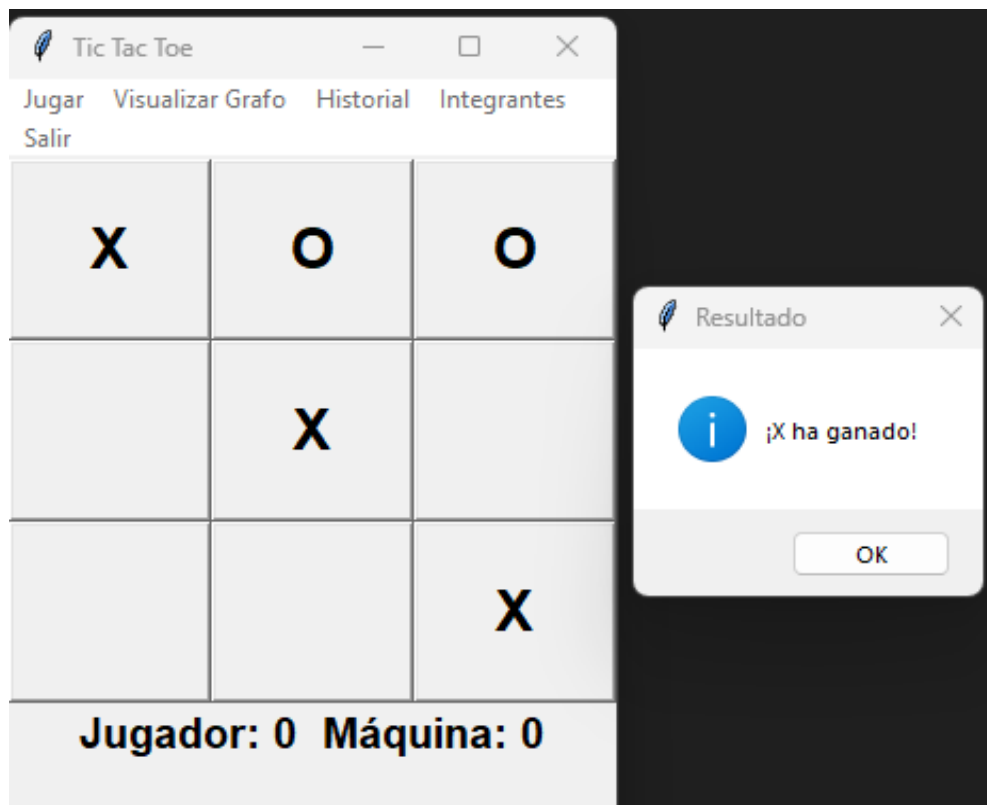 Tic Tac Toe
Jugar Visualizar Grafo Historial Integrantes
Salir
X O O
X
X
Jugador: 0 Máquina: 0
Resultado
i
¡X ha ganado!
OK